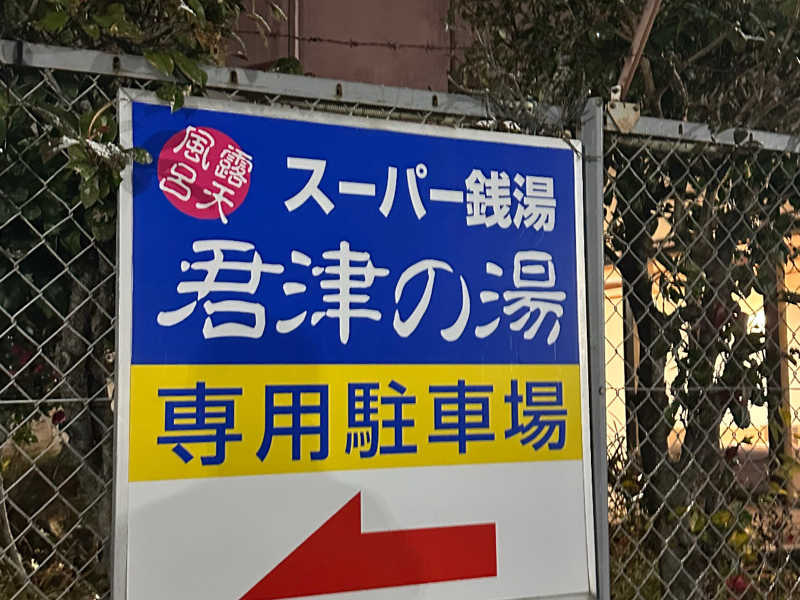 露天
風呂
スーパー銭湯
君津の湯
専用駐車場